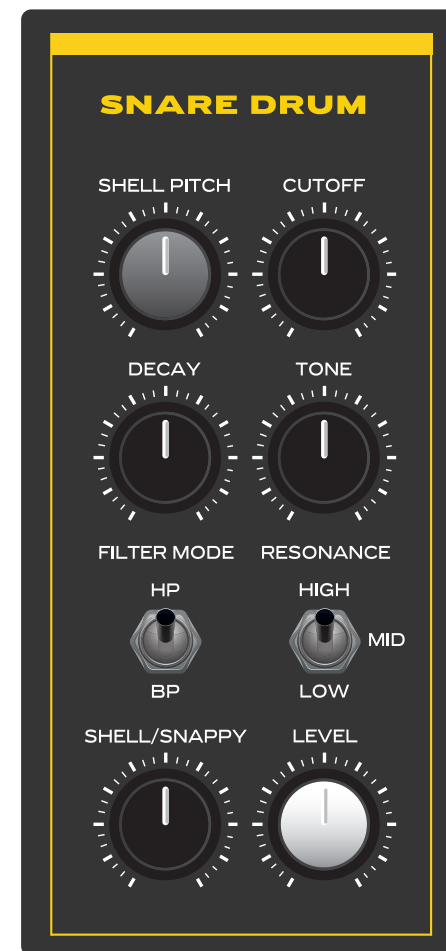 SNARE DRUM
SHELL PITCH CUTOFF
DECAY TONE
FILTER MODE RESONANCE
HP HIGH
MID
BP LOW
SHELL/SNAPPY LEVEL